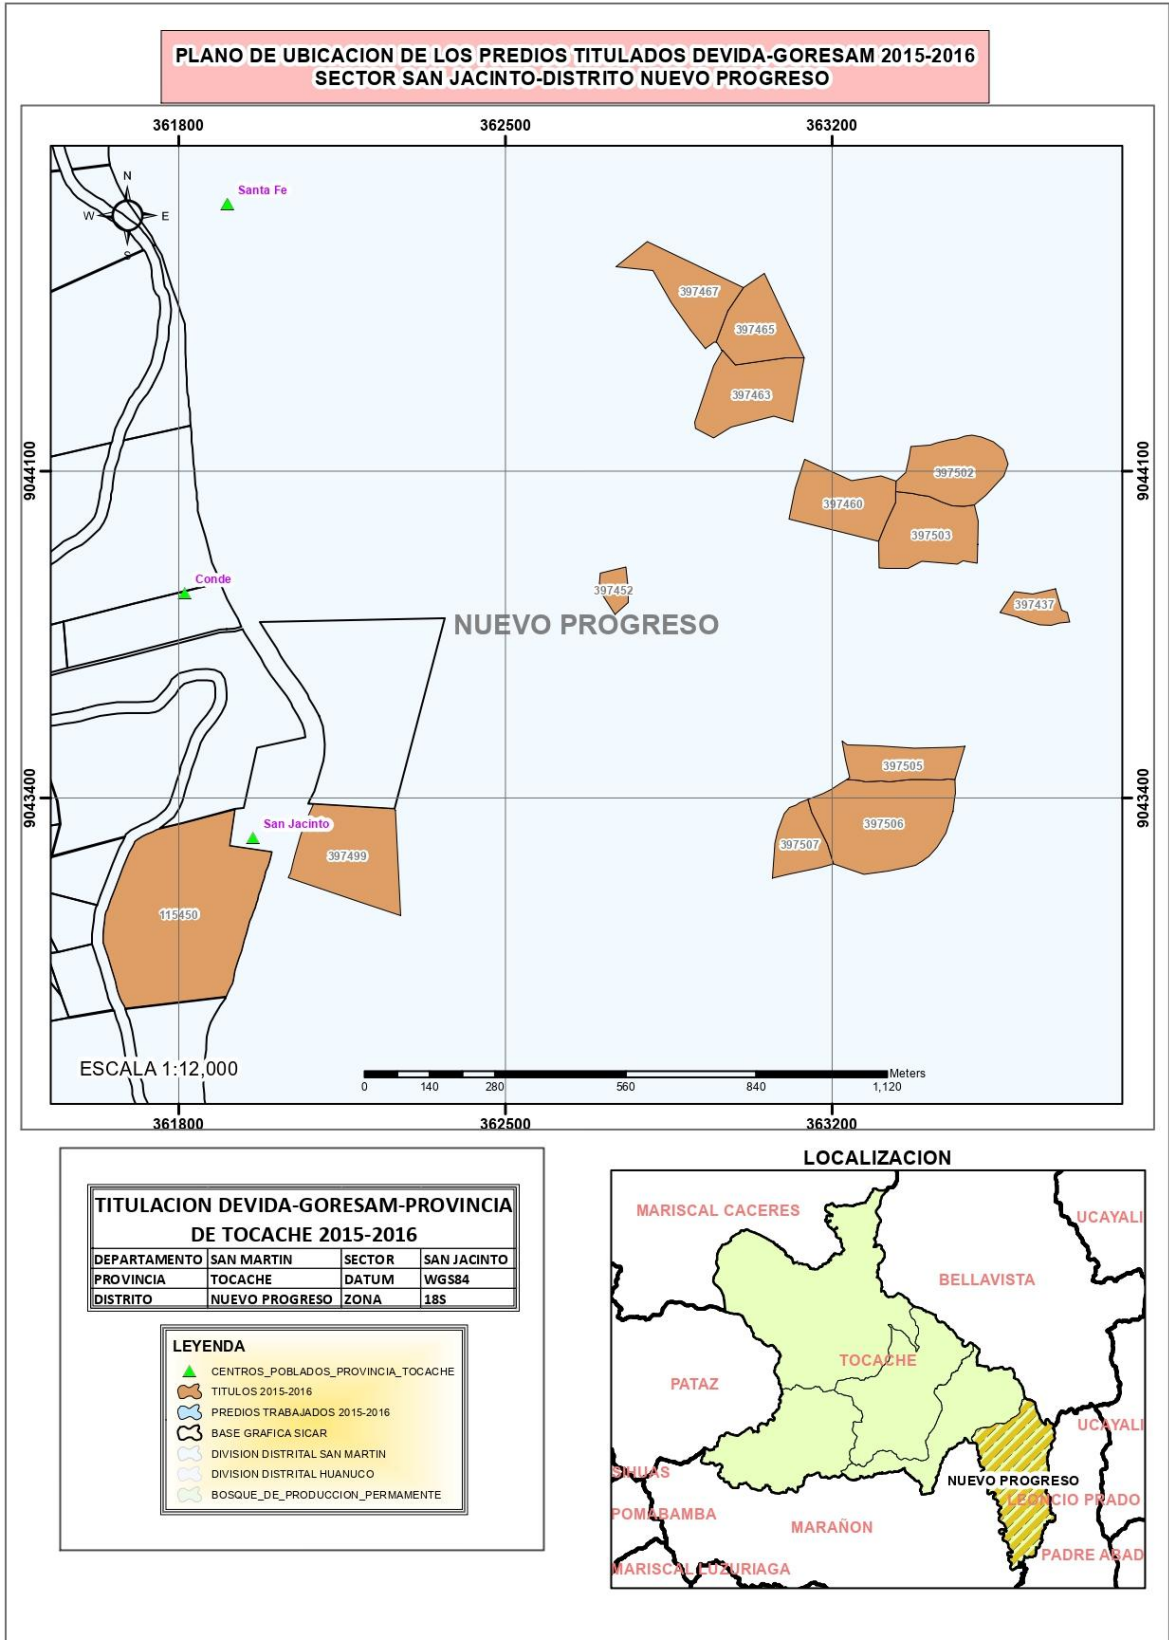 PLANO DE UBICACION DE LOS PREDIOS TITULADOS DEVIDA-GORESAM 2015-2016
SECTOR SAN JACINTO-DISTRITO NUEVO PROGRESO
361800 362500 363200
N
W E
S
Santa Fe
397467
397465
397463
9044100 9044100
397502
397460
397503
Conde
397452
397437
NUEVO PROGRESO
397505
9043400 9043400
San Jacinto
397506
397507
397499
115450
ESCALA 1:12,000
Meters
0 140 280 560 840 1,120
361800 362500 363200
TITULACION DEVIDA-GORESAM-PROVINCIA
DE TOCACHE 2015-2016
DEPARTAMENTO SAN MARTIN SECTOR SAN JACINTO
PROVINCIA TOCACHE DATUM WGS84
DISTRITO NUEVO PROGRESO ZONA 18S
LEYENDA
CENTROS_POBLADOS_PROVINCIA_TOCACHE
TITULOS 2015-2016
PREDIOS TRABAJADOS 2015-2016
BASE GRAFICA SICAR
DIVISION DISTRITAL SAN MARTIN
DIVISION DISTRITAL HUANUCO
BOSQUE_DE_PRODUCCION_PERMAMENTE
LOCALIZACION
MARISCAL CACERES
UCAYALI
BELLAVISTA
TOCACHE
PATAZ
UCAYALI
SIHUAS
NUEVO PROGRESO
LEONCIO PRADO
POMABAMBA
MARAÑON
PADRE ABAD
MARISCAL LUZURIAGA